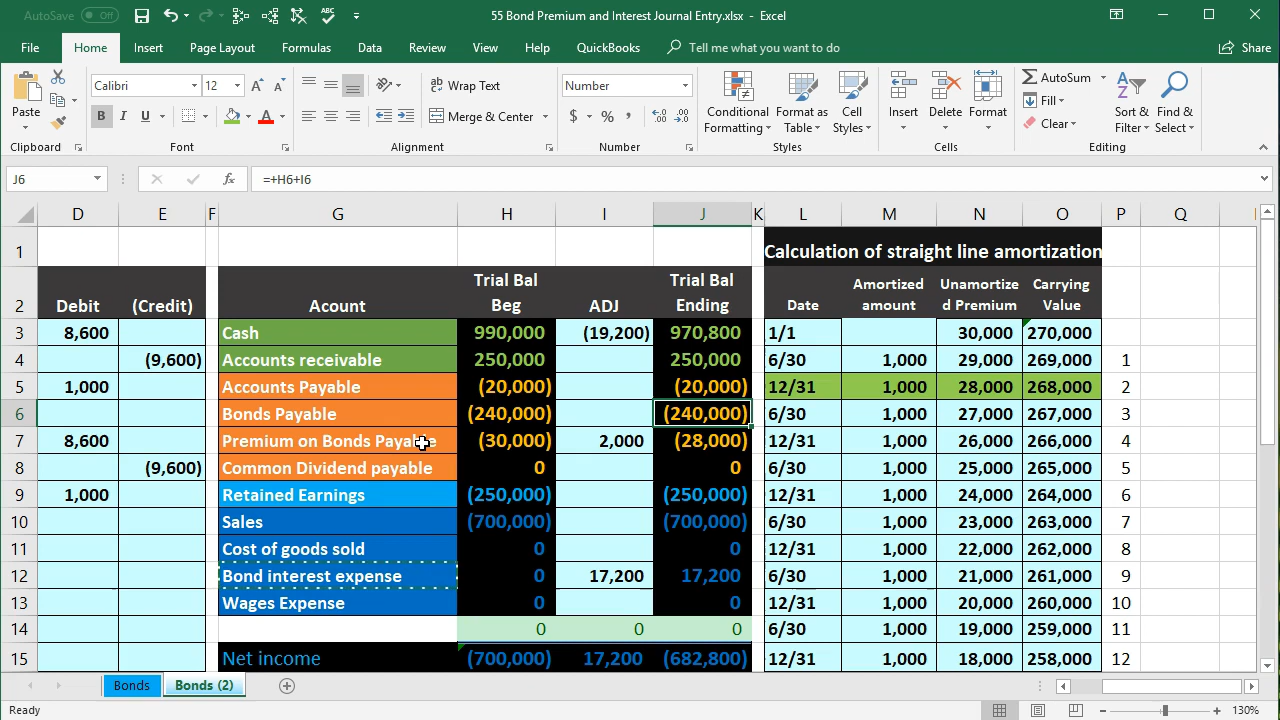 AutoSave Off 55 Bond Premium and Interest Journal Entry.xlsx - Excel
File Home Insert Page Layout Formulas Data Review View Help QuickBooks Tell me what you want to do Share
Paste Calibri 12 B I U Wrap Text Merge & Center Number $ % , Conditional Formatting Format as Table Cell Styles Insert Delete Format AutoSum Fill Clear Sort & Filter Find & Select
Clipboard Font Alignment Number Styles Cells Editing
J6 fx =+H6+I6
D E F G H I J K L M N O P Q
1 Calculation of straight line amortization
2 Debit (Credit) Acount Trial Bal Beg ADJ Trial Bal Ending Date Amortized amount Unamortized Premium Carrying Value
3 8,600 Cash 990,000 (19,200) 970,800 1/1 30,000 270,000
4 (9,600) Accounts receivable 250,000 250,000 6/30 1,000 29,000 269,000 1
5 1,000 Accounts Payable (20,000) (20,000) 12/31 1,000 28,000 268,000 2
6 Bonds Payable (240,000) (240,000) 6/30 1,000 27,000 267,000 3
7 8,600 Premium on Bonds Payable (30,000) 2,000 (28,000) 12/31 1,000 26,000 266,000 4
8 (9,600) Common Dividend payable 0 0 6/30 1,000 25,000 265,000 5
9 1,000 Retained Earnings (250,000) (250,000) 12/31 1,000 24,000 264,000 6
10 Sales (700,000) (700,000) 6/30 1,000 23,000 263,000 7
11 Cost of goods sold 0 0 12/31 1,000 22,000 262,000 8
12 Bond interest expense 0 17,200 17,200 6/30 1,000 21,000 261,000 9
13 Wages Expense 0 0 12/31 1,000 20,000 260,000 10
14 0 0 0 6/30 1,000 19,000 259,000 11
15 Net income (700,000) 17,200 (682,800) 12/31 1,000 18,000 258,000 12
Bonds Bonds (2)
Ready 130%